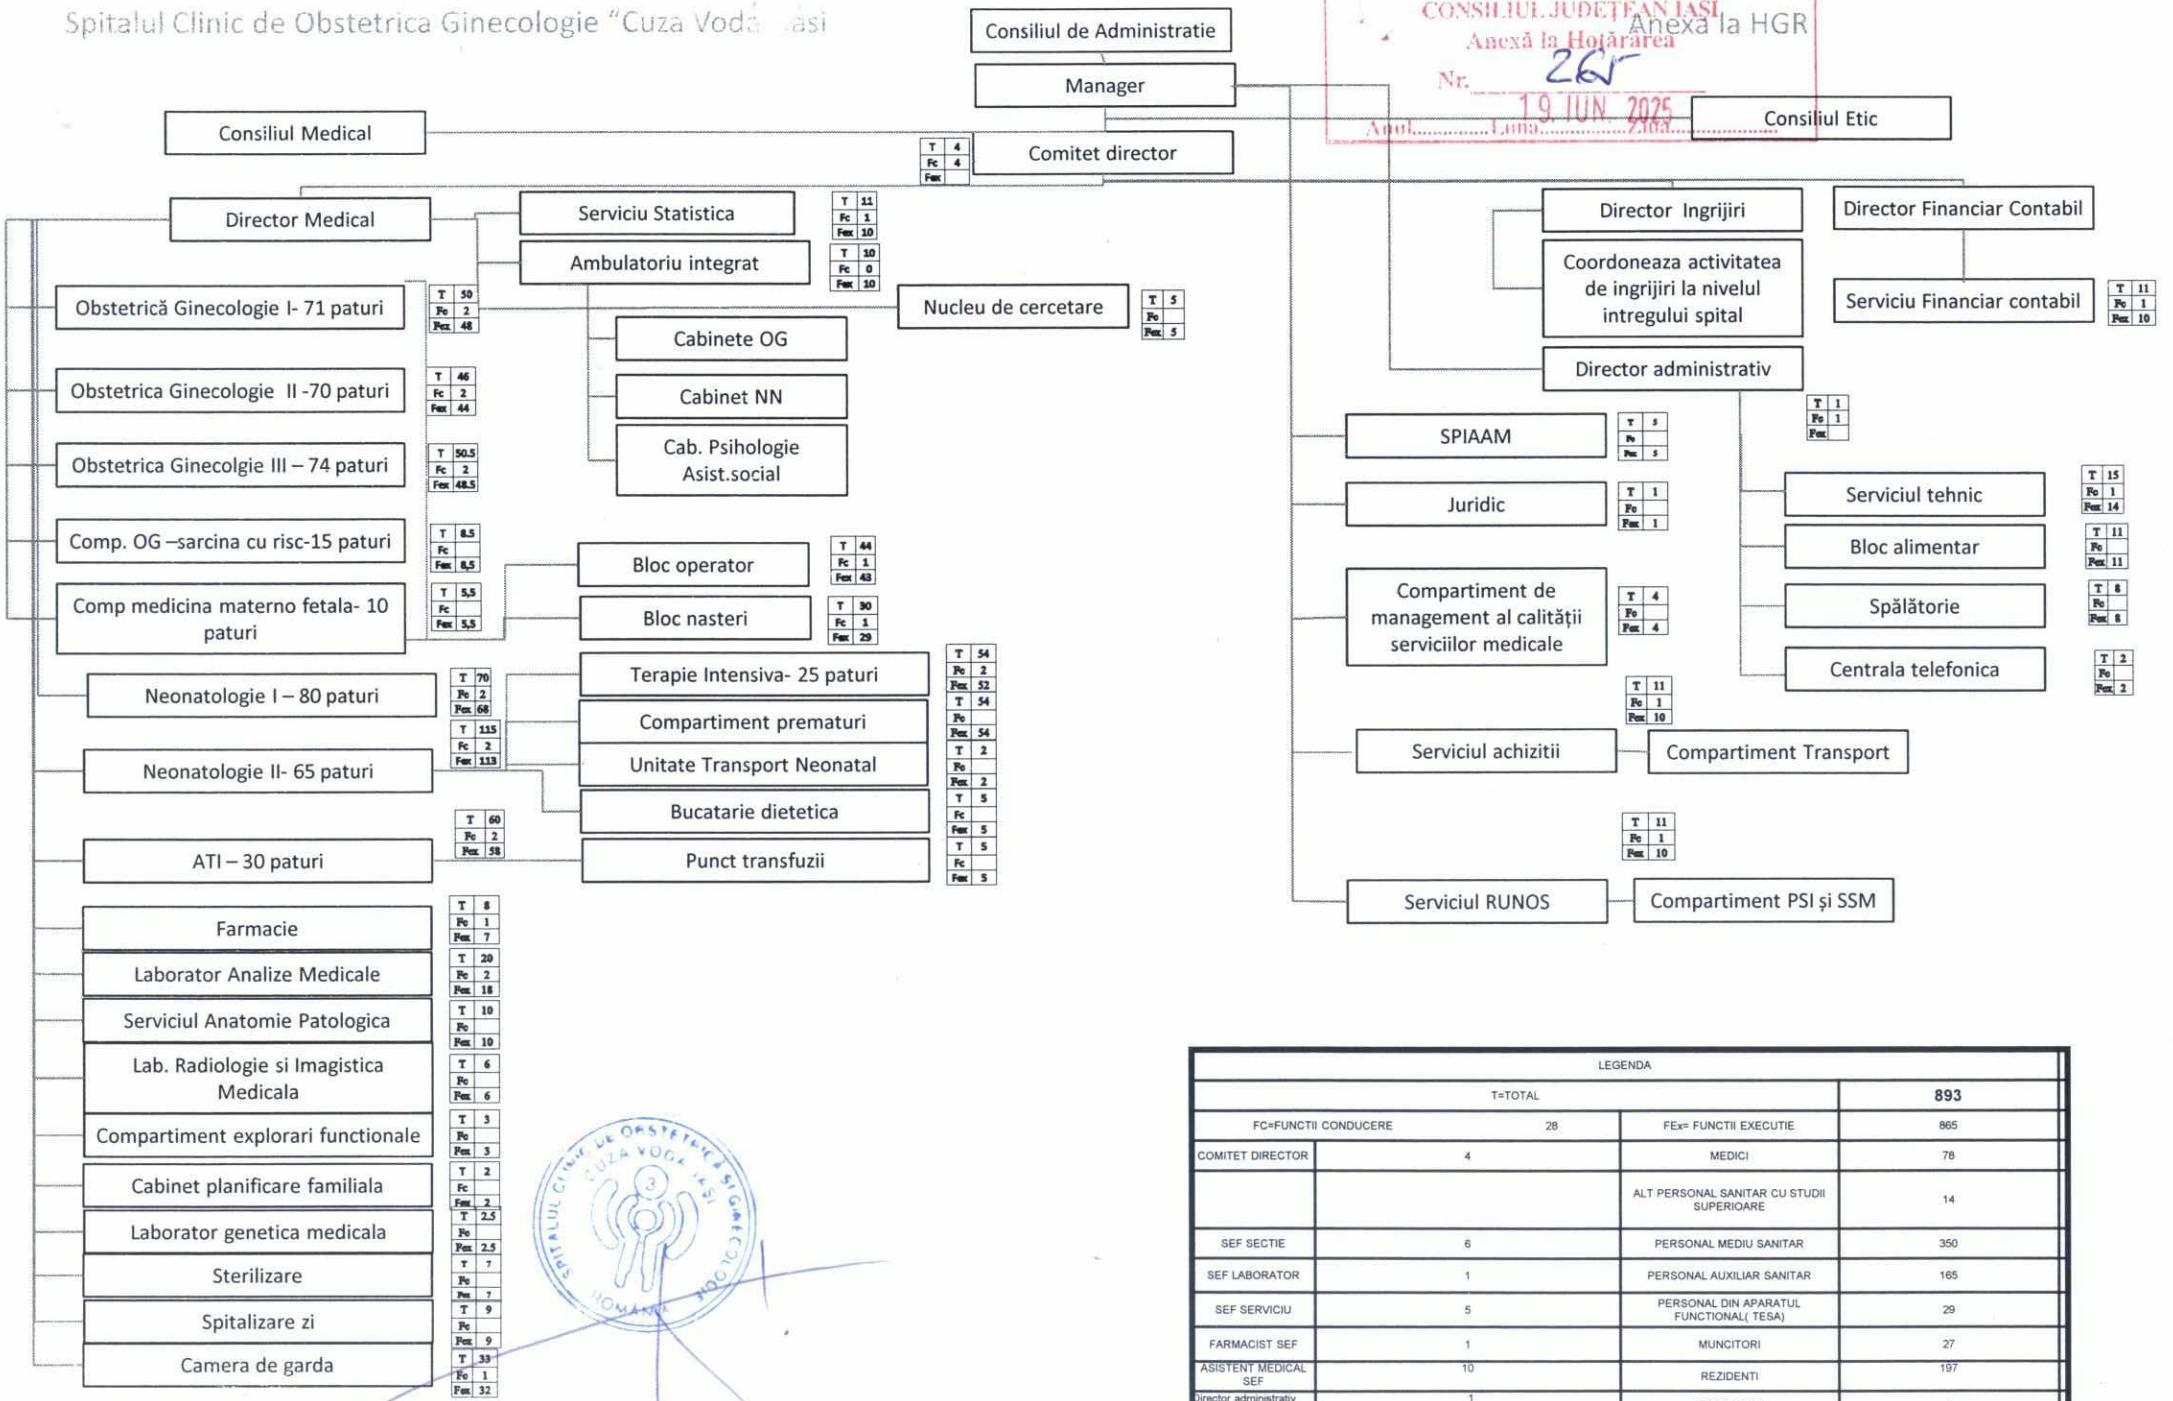 Spitalul Clinic de Obstetrica Ginecologie "Cuza Voda
Consiliul de Administratie
CONSILIUL JUDEȚEAN IAȘI
Anexa la HGR
Anexă la Hotărârea
Manager
Nr.
19. IUN. 2025
Consiliul Medical
Consiliul Etic
Comitet director
T 4
Fc 4
Fex
Director Medical
Serviciu Statistica
T 11
Fc 1
Fex 10
Ambulatoriu integrat
T 10
Fc 0
Fex 10
Director Ingrijiri
Coordoneaza activitatea
de ingrijiri la nivelul
intregului spital
Director Financiar Contabil
Serviciu Financiar contabil
T 11
Fc 1
Fex 10
Director administrativ
T 1
Fc 1
Fex
Obstetrică Ginecologie I- 71 paturi
T 50
Fc 2
Fex 48
Nucleu de cercetare
T 5
Fc
Fex 5
Cabinete OG
Cabinet NN
Cab. Psihologie
Asist.social
Obstetrica Ginecologie II -70 paturi
T 46
Fc 2
Fex 44
Obstetrica Ginecolgie III – 74 paturi
T 50.5
Fc 2
Fex 48.5
Comp. OG –sarcina cu risc-15 paturi
T 8.5
Fc
Fex 8,5
Comp medicina materno fetala- 10
paturi
T 5,5
Fc
Fex 5,5
Bloc operator
T 44
Fc 1
Fex 43
Bloc nasteri
T 30
Fc 1
Fex 29
Neonatologie I – 80 paturi
T 70
Fc 2
Fex 68
Neonatologie II- 65 paturi
T 115
Fc 2
Fex 113
Terapie Intensiva- 25 paturi
T 54
Fc 2
Fex 52
Compartiment prematuri
T 54
Fc
Fex 54
Unitate Transport Neonatal
T 2
Fc
Fex 2
Bucatarie dietetica
T 5
Fc
Fex 5
ATI – 30 paturi
T 60
Fc 2
Fex 58
Punct transfuzii
T 5
Fc
Fex 5
SPIAAM
T 5
Fc
Fex 5
Juridic
T 1
Fc
Fex 1
Compartiment de
management al calității
serviciilor medicale
T 4
Fc
Fex 4
Serviciul achizitii
T 11
Fc 1
Fex 10
Compartiment Transport
Serviciul RUNOS
T 11
Fc 1
Fex 10
Compartiment PSI și SSM
Serviciul tehnic
T 15
Fc 1
Fex 14
Bloc alimentar
T 11
Fc
Fex 11
Spălătorie
T 8
Fc
Fex 8
Centrala telefonica
T 2
Fc
Fex 2
Farmacie
T 8
Fc 1
Fex 7
Laborator Analize Medicale
T 20
Fc 2
Fex 18
Serviciul Anatomie Patologica
T 10
Fc
Fex 10
Lab. Radiologie si Imagistica
Medicala
T 6
Fc
Fex 6
Compartiment explorari functionale
T 3
Fc
Fex 3
Cabinet planificare familiala
T 2
Fc
Fex 2
Laborator genetica medicala
T 2.5
Fc
Fex 2.5
Sterilizare
T 7
Fc
Fex 7
Spitalizare zi
T 9
Fc
Fex 9
Camera de garda
T 33
Fc 1
Fex 32
SPITALUL CLINIC DE OBSTETRICĂ ȘI GINECOLOGIE
CUZA VODĂ IAȘI
3
ROMÂNIA
LEGENDA
T=TOTAL 893
FC=FUNCTII CONDUCERE 28 FEx= FUNCTII EXECUTIE 865
COMITET DIRECTOR 4 MEDICI 78
ALT PERSONAL SANITAR CU STUDII
SUPERIOARE 14
SEF SECTIE 6 PERSONAL MEDIU SANITAR 350
SEF LABORATOR 1 PERSONAL AUXILIAR SANITAR 165
SEF SERVICIU 5 PERSONAL DIN APARATUL
FUNCTIONAL( TESA) 29
FARMACIST SEF 1 MUNCITORI 27
ASISTENT MEDICAL
SEF 10 REZIDENTI 197
Director administrativ 1